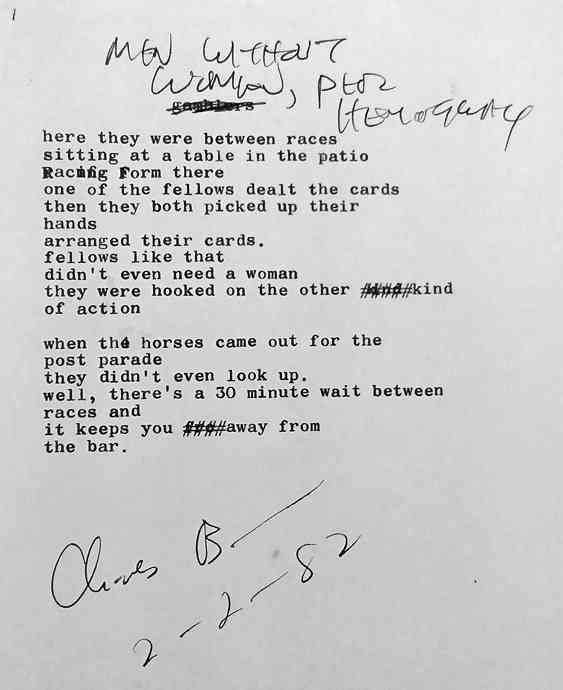 1
MEN WITHOUT
WOMEN,
gamblers
here they were between races
sitting at a table in the patio
Racing Form there
one of the fellows dealt the cards
then they both picked up their
hands
arranged their cards.
fellows like that
didn't even need a woman
they were hooked on the other kind
of action
when the horses came out for the
post parade
they didn't even look up.
well, there's a 30 minute wait between
races and
it keeps you ####away from
the bar.
Charles B
2-2-82